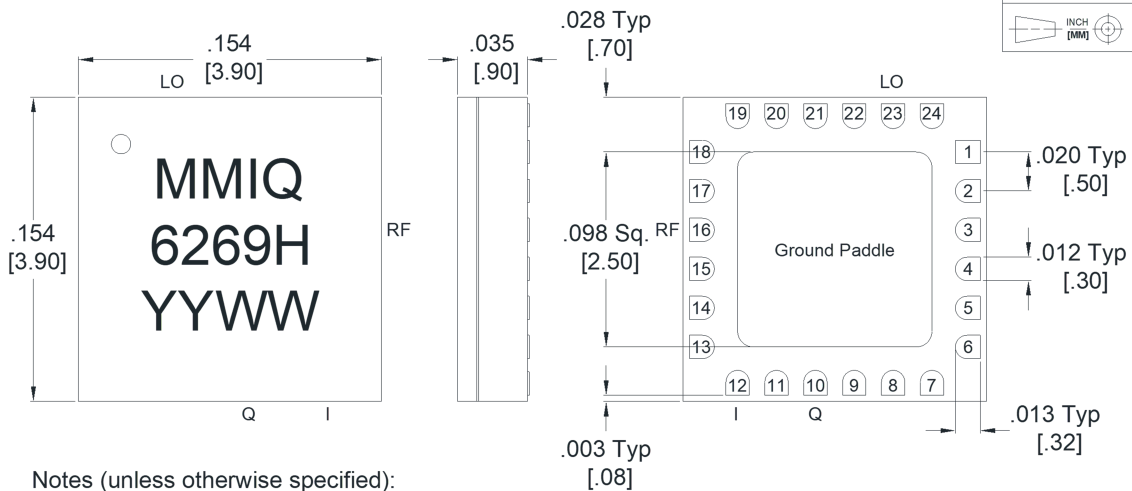 .154
[3.90]
LO
.035
[.90]
.028 Typ
[.70]
INCH
[MM]
LO
MMIQ
6269H
YYWW
.154
[3.90]
RF
Q
I
19 20 21 22 23 24
18
17
16
15
14
13
1
2
3
4
5
6
12 11 10 9 8 7
RF
.098 Sq.
[2.50]
Ground Paddle
.020 Typ
[.50]
.012 Typ
[.30]
.013 Typ
[.32]
I
Q
.003 Typ
[.08]
Notes (unless otherwise specified):